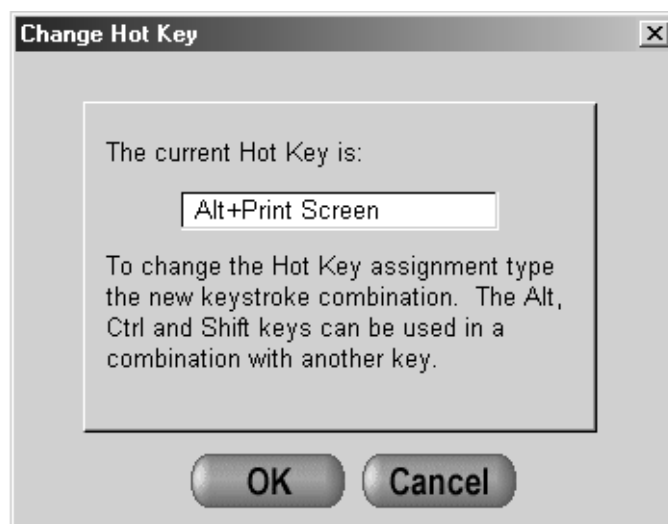 Change Hot Key
The current Hot Key is:
Alt+Print Screen
To change the Hot Key assignment type
the new keystroke combination.  The Alt,
Ctrl and Shift keys can be used in a
combination with another key.
OK
Cancel